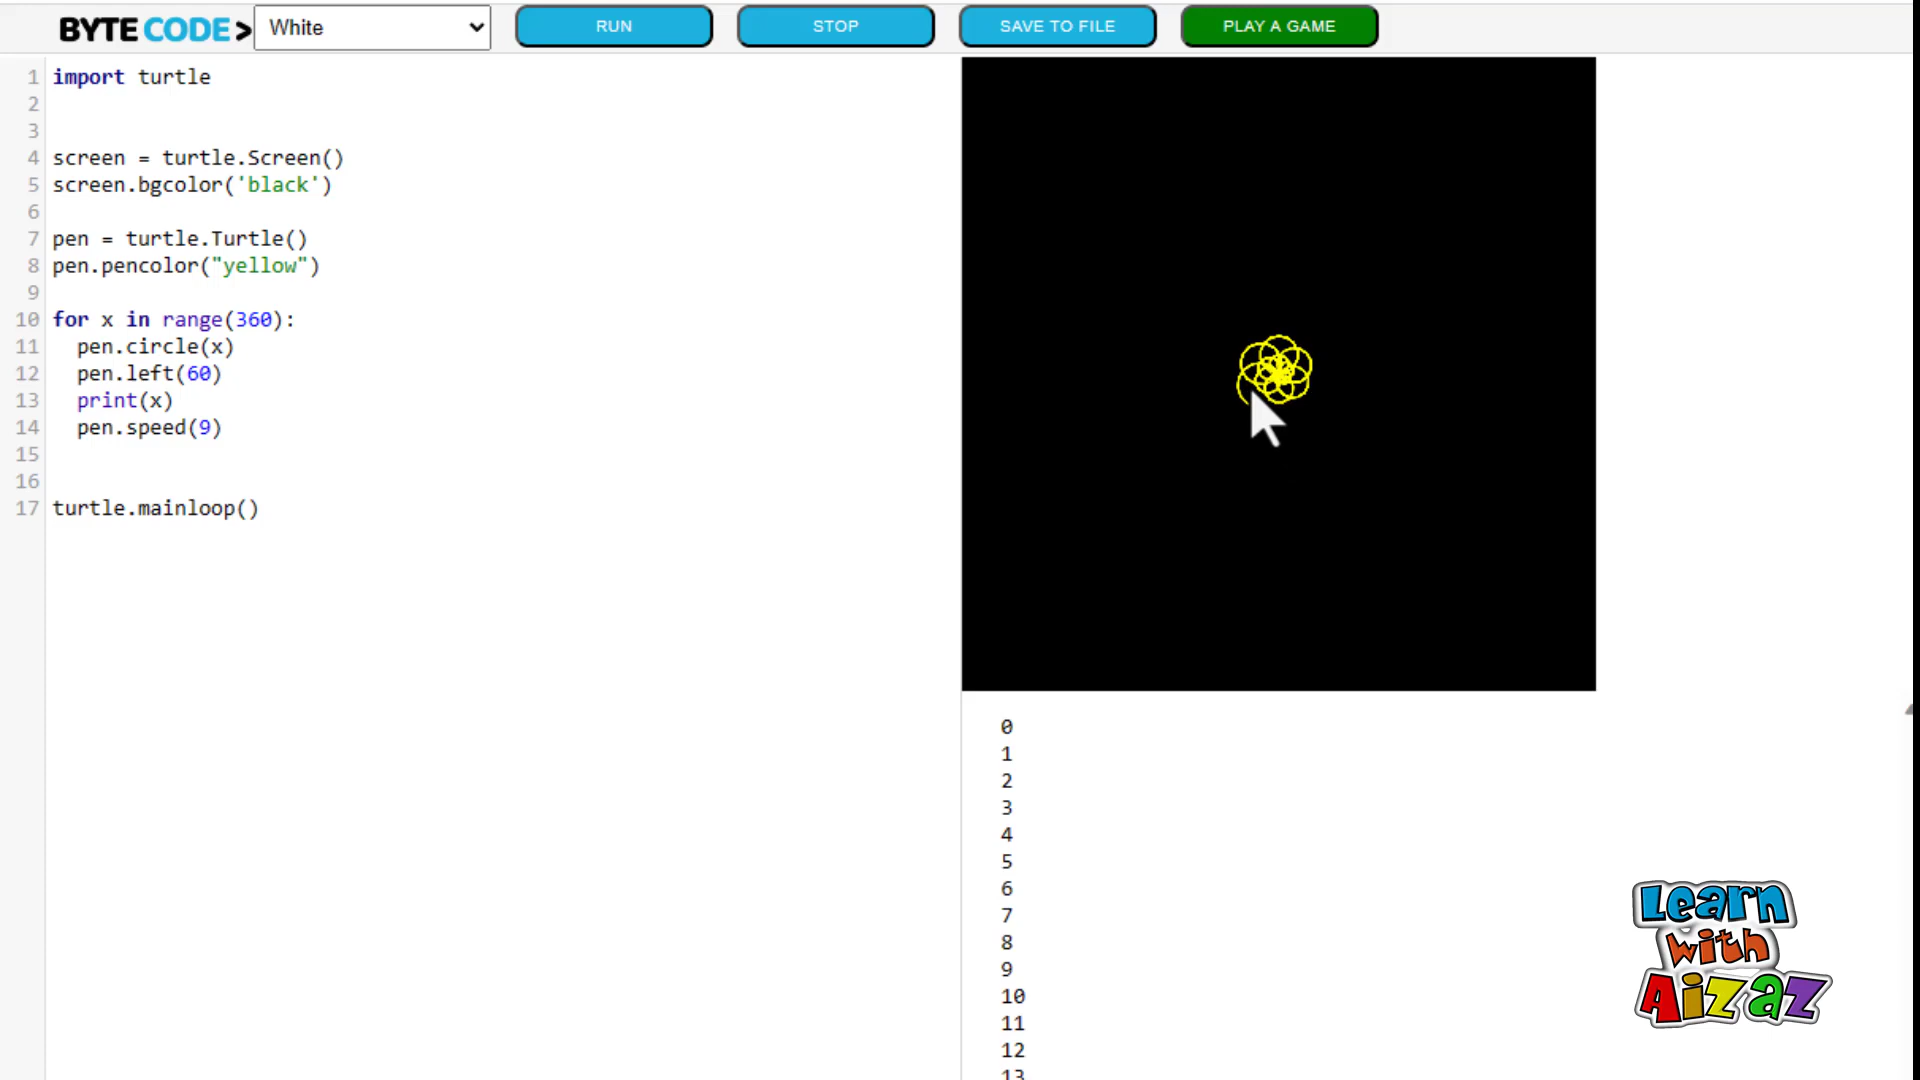 BYTECODE> White RUN STOP SAVE TO FILE PLAY A GAME
1 import turtle
2
3
4 screen = turtle.Screen()
5 screen.bgcolor('black')
6
7 pen = turtle.Turtle()
8 pen.pencolor("yellow")
9
10 for x in range(360):
11   pen.circle(x)
12   pen.left(60)
13   print(x)
14   pen.speed(9)
15
16
17 turtle.mainloop()
0
1
2
3
4
5
6
7
8
9
10
11
12
13
Learn
with
Aizaz